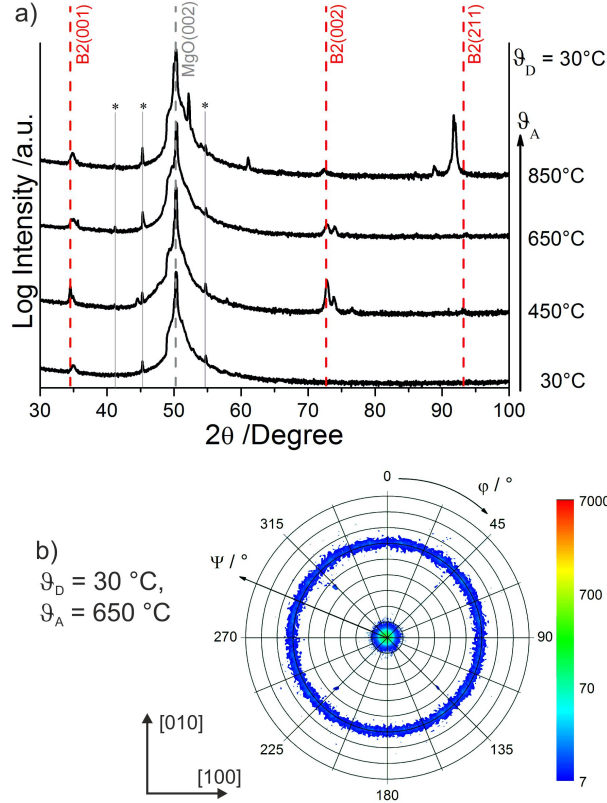 a)
B2(001)
MgO(002)
B2(002)
B2(211)
ϑD = 30°C
ϑA
* * *
850°C
650°C
450°C
30°C
Log Intensity /a.u.
30 40 50 60 70 80 90 100
2θ /Degree
b)
ϑD = 30 °C,
ϑA = 650 °C
0
φ / °
45
90
135
180
225
270
315
Ψ / °
7000
700
70
7
[010]
[100]